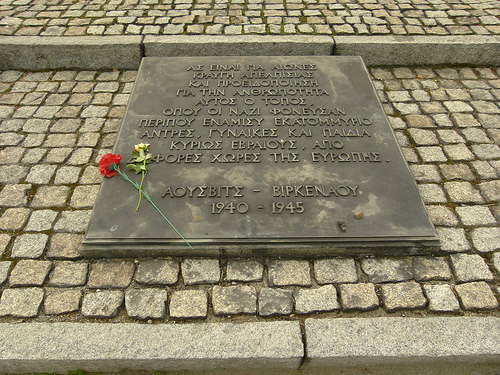 ΑΣ ΕΙΝΑΙ ΓΙΑ ΑΙΩΝΕΣ
ΚΡΑΥΓΗ ΑΠΕΛΠΙΣΙΑΣ
ΚΑΙ ΠΡΟΕΙΔΟΠΟΙΗΣΗ
ΓΙΑ ΤΗΝ ΑΝΘΡΩΠΟΤΗΤΑ
ΑΥΤΟΣ Ο ΤΟΠΟΣ,
ΟΠΟΥ ΟΙ ΝΑΖΙ ΦΟΝΕΥΣΑΝ
ΠΕΡΙΠΟΥ ΕΝΑΜΙΣΥ ΕΚΑΤΟΜΜΥΡΙΟ
ΑΝΤΡΕΣ, ΓΥΝΑΙΚΕΣ ΚΑΙ ΠΑΙΔΙΑ
ΚΥΡΙΩΣ ΕΒΡΑΙΟΥΣ, ΑΠΟ
ΧΩΡΕΣ ΤΗΣ ΕΥΡΩΠΗΣ.
ΑΟΥΣΒΙΤΣ - ΒΙΡΚΕΝΑΟΥ
1940 - 1945